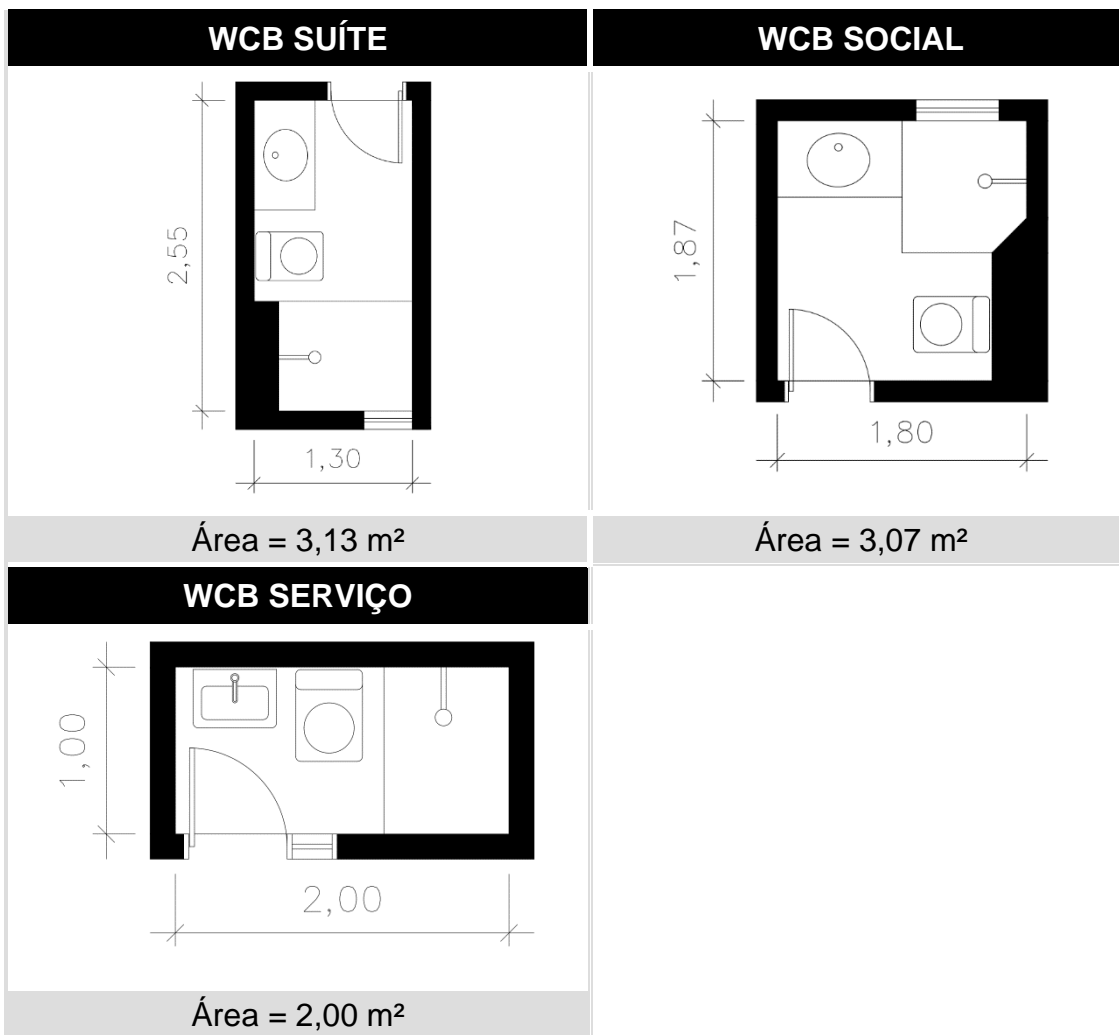 WCB SUÍTE
WCB SOCIAL
2,55
1,30
1,87
1,80
Área = 3,13 m²
Área = 3,07 m²
WCB SERVIÇO
1,00
2,00
Área = 2,00 m²